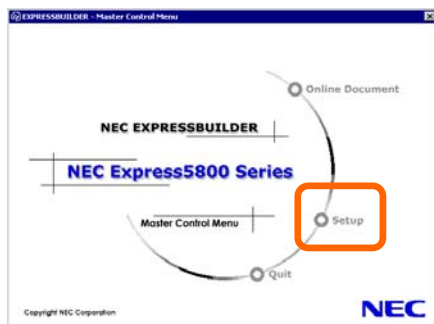 EXPRESSBUILDER - Master Control Menu
Online Document
NEC EXPRESSBUILDER
NEC Express5800 Series
Master Control Menu
Setup
Quit
Copyright NEC Corporation
NEC